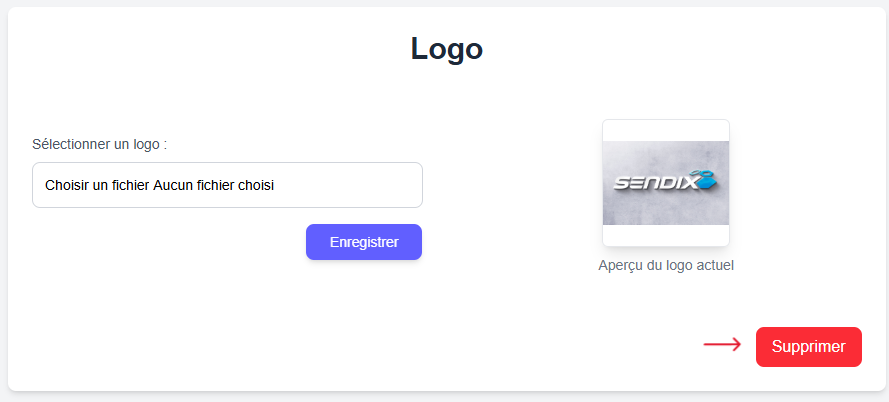 Logo
Sélectionner un logo :
Choisir un fichier Aucun fichier choisi
Enregistrer
SENDIX
Aperçu du logo actuel
Supprimer